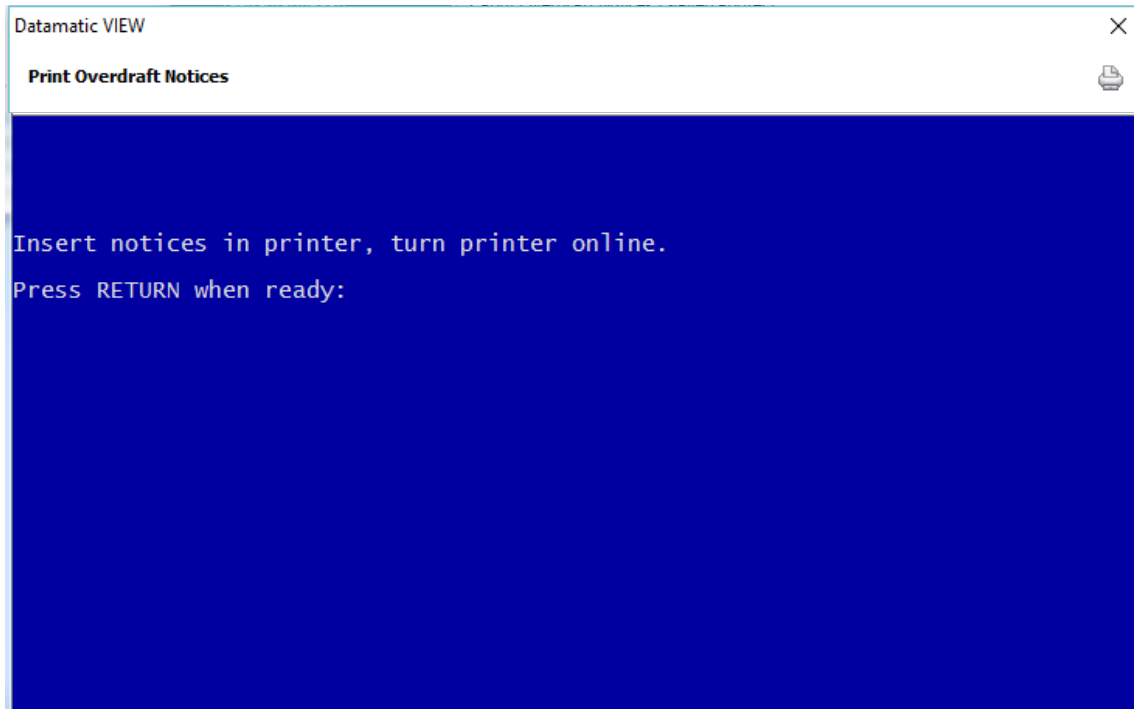 Datamatic VIEW
Print Overdraft Notices
Insert notices in printer, turn printer online.
Press RETURN when ready: